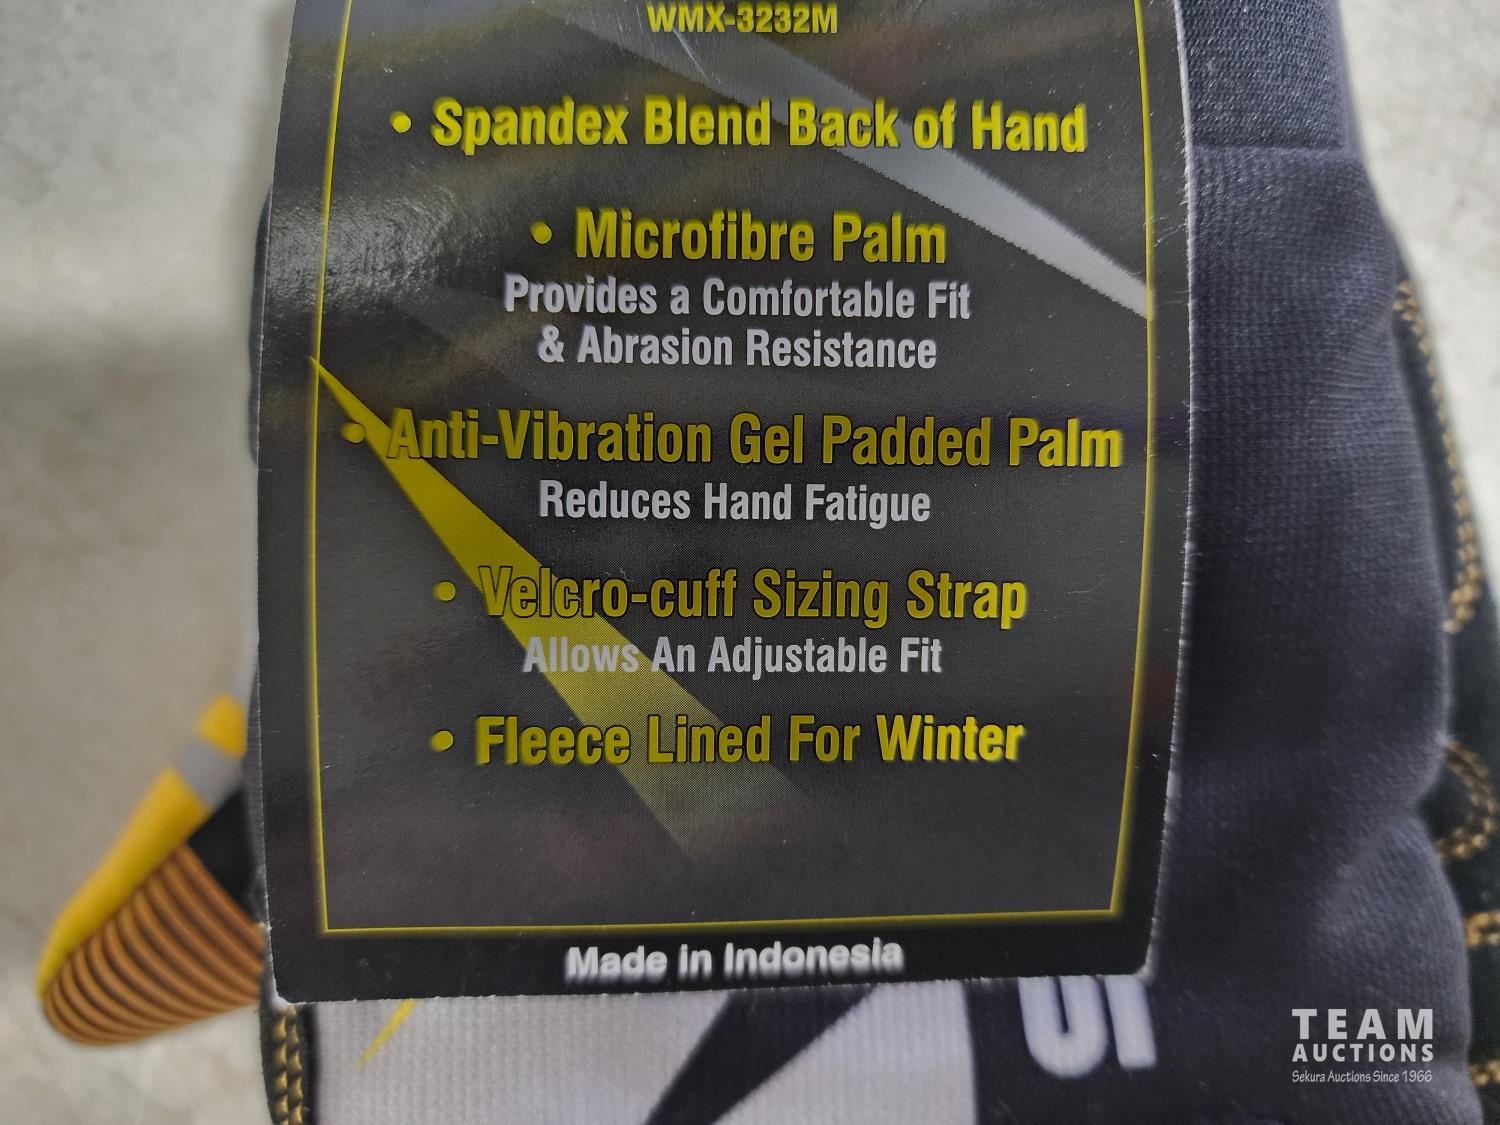 WMX-3232M
• Spandex Blend Back of Hand
• Microfibre Palm
Provides a Comfortable Fit
& Abrasion Resistance
• Anti-Vibration Gel Padded Palm
Reduces Hand Fatigue
• Velcro-cuff Sizing Strap
Allows An Adjustable Fit
• Fleece Lined For Winter
Made in Indonesia
TEAM
AUCTIONS
Sekura Auctions Since 1966